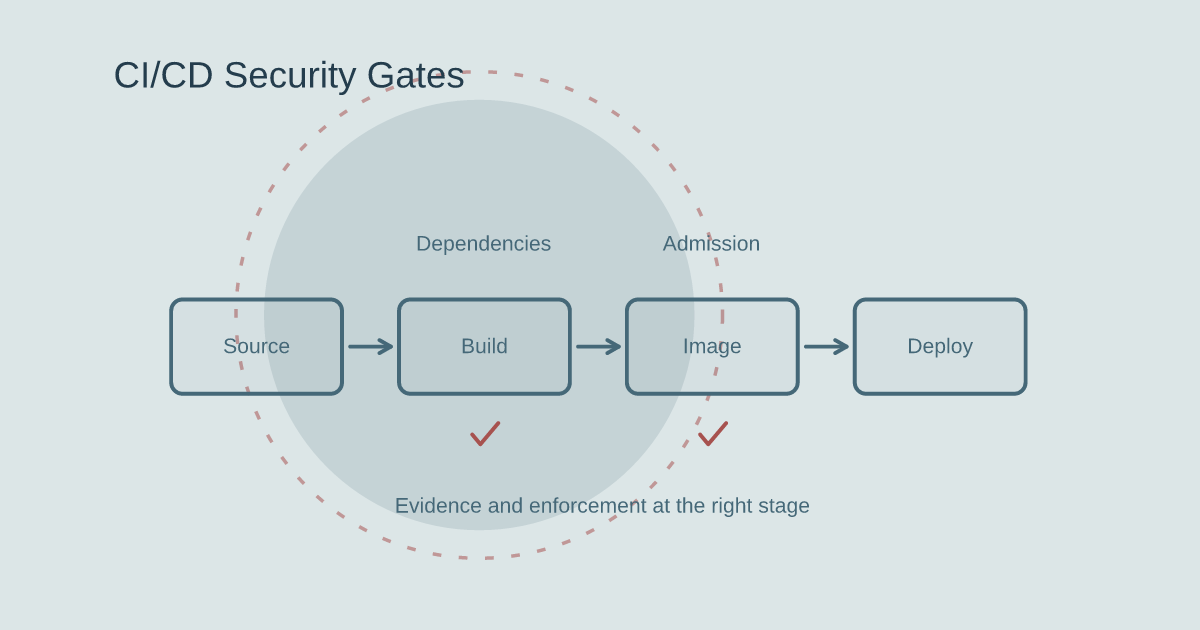 CI/CD Security Gates
Dependencies
Admission
Source
Build
Image
Deploy
Evidence and enforcement at the right stage